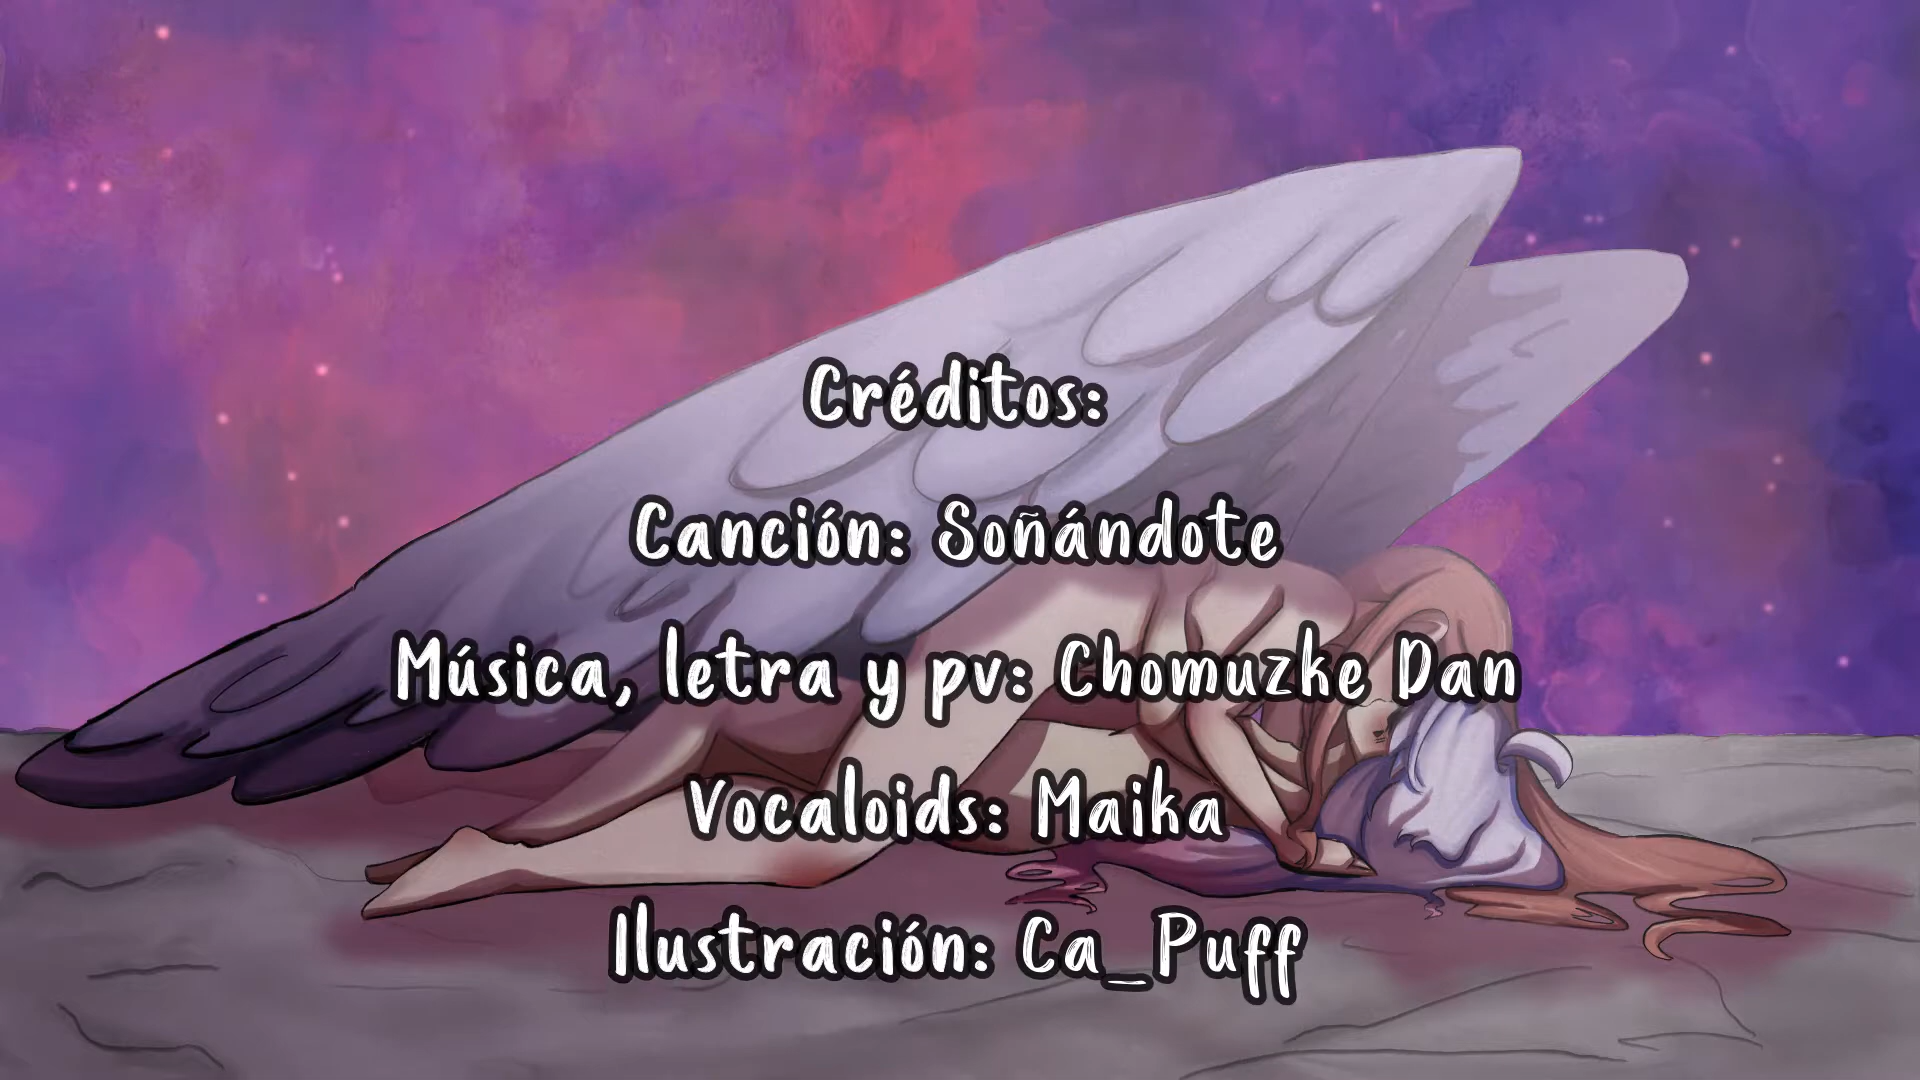 Créditos:
Canción: Soñándote
Música, letra y pv: Chomuzke Dan
Vocaloids: Maika
Ilustración: Ca_Puff